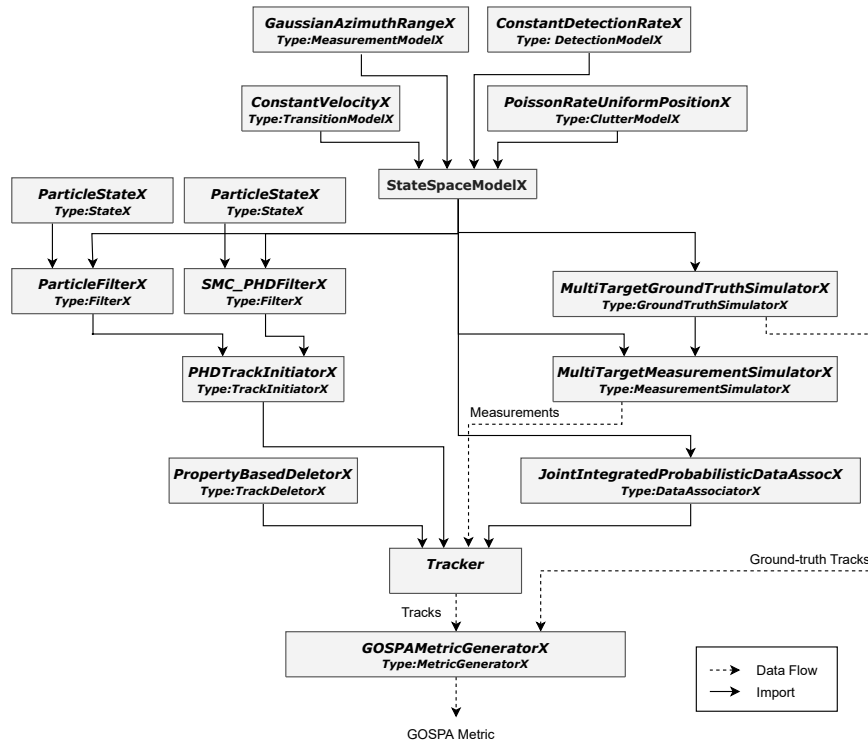 GaussianAzimuthRangeX
Type:MeasurementModelX
ConstantDetectionRateX
Type: DetectionModelX
ConstantVelocityX
Type:TransitionModelX
PoissonRateUniformPositionX
Type:ClutterModelX
StateSpaceModelX
ParticleStateX
Type:StateX
ParticleStateX
Type:StateX
ParticleFilterX
Type:FilterX
SMC_PHDFilterX
Type:FilterX
MultiTargetGroundTruthSimulatorX
Type:GroundTruthSimulatorX
PHDTrackInitiatorX
Type:TrackInitiatorX
MultiTargetMeasurementSimulatorX
Type:MeasurementSimulatorX
Measurements
PropertyBasedDeletorX
Type:TrackDeletorX
JointIntegratedProbabilisticDataAssocX
Type:DataAssociatorX
Tracker
Ground-truth Tracks
Tracks
GOSPAMetricGeneratorX
Type:MetricGeneratorX
Data Flow
Import
GOSPA Metric